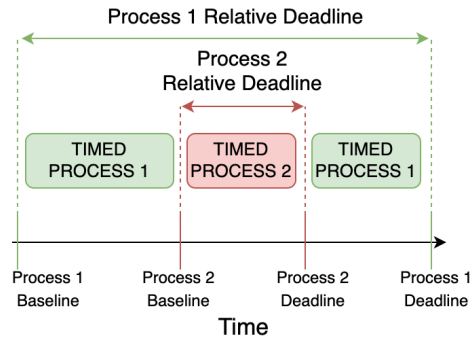 Process 1 Relative Deadline
Process 2
Relative Deadline
TIMED
PROCESS 1
TIMED
PROCESS 2
TIMED
PROCESS 1
Process 1
Baseline
Process 2
Baseline
Process 2
Deadline
Process 1
Deadline
Time